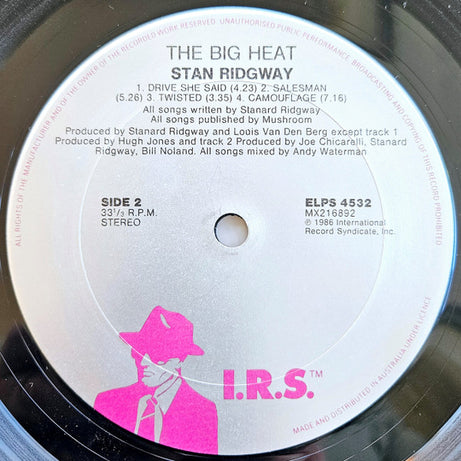 ALL RIGHTS OF THE MANUFACTURER AND OF THE OWNER OF THE RECORDED WORK RESERVED. UNAUTHORISED PUBLIC PERFORMANCE, BROADCASTING AND COPYING OF THIS RECORD PROHIBITED
THE BIG HEAT
STAN RIDGWAY
1. DRIVE SHE SAID (4.23) 2. SALESMAN
(5.26) 3. TWISTED (3.35) 4. CAMOUFLAGE (7.16)
All songs written by Stanard Ridgway
All songs published by Mushroom
Produced by Stanard Ridgway and Louis Van Den Berg except track 1
Produced by Hugh Jones and track 2 Produced by Joe Chicarelli, Stanard
Ridgway, Bill Noland. All songs mixed by Andy Waterman
SIDE 2
33⅓ R.P.M.
STEREO
ELPS 4532
MX216892
℗ 1986 International
Record Syndicate, Inc.
I.R.S.™
MADE AND DISTRIBUTED IN AUSTRALIA UNDER LICENCE